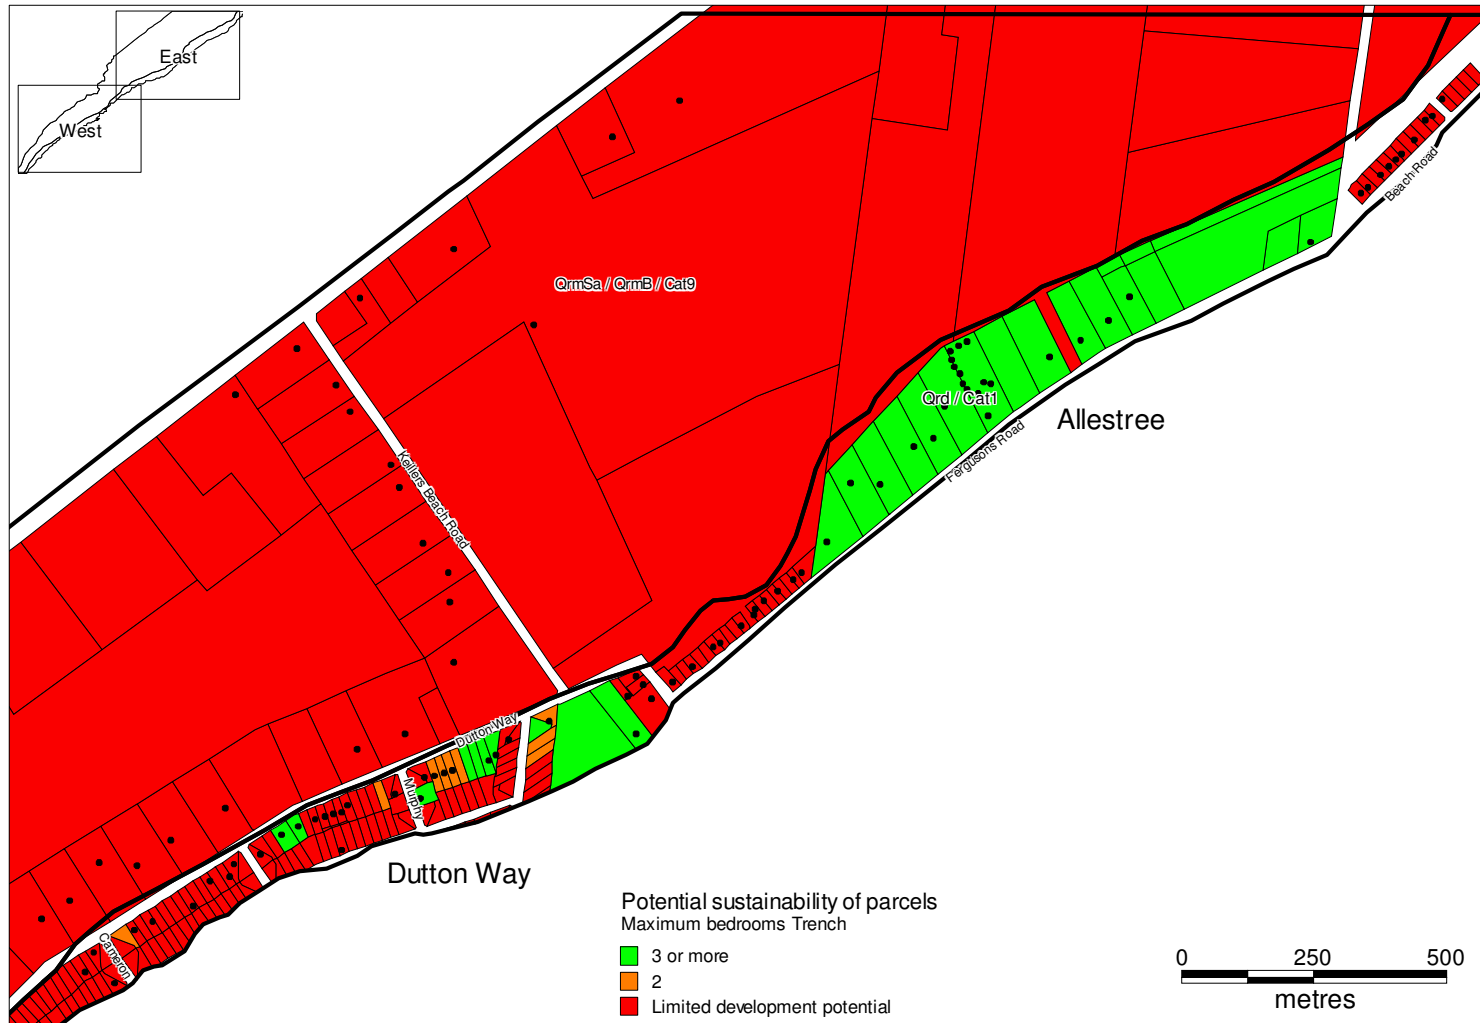 East
West
QrmSa / QrmB / Cat9
Beach Road
Qrd / Cat1
Allestree
Fergusons Road
Keillers Beach Road
Dutton Way
Murphy
Dutton Way
Cameron
Potential sustainability of parcels
Maximum bedrooms Trench
3 or more
2
Limited development potential
0 250 500
metres